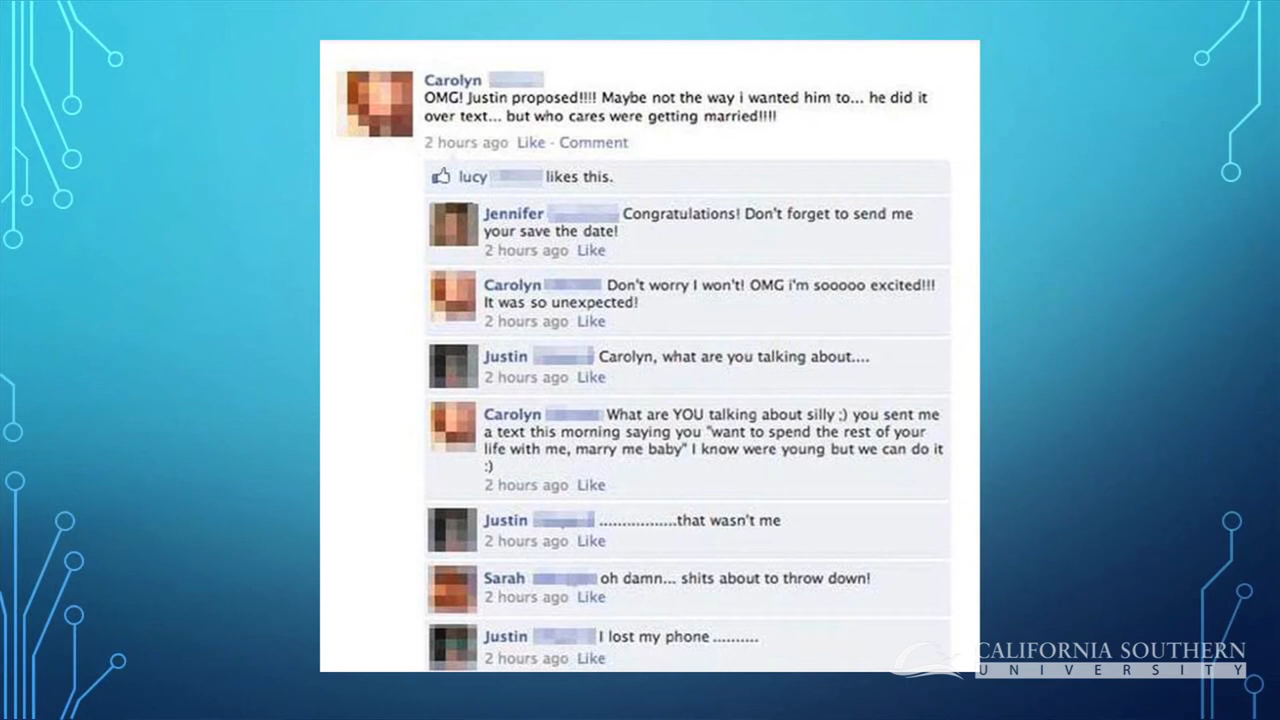 Carolyn
OMG! Justin proposed!!!! Maybe not the way i wanted him to... he did it
over text... but who cares were getting married!!!!
2 hours ago Like · Comment
lucy likes this.
Jennifer Congratulations! Don't forget to send me
your save the date!
2 hours ago Like
Carolyn Don't worry I won't! OMG i'm sooooo excited!!!
It was so unexpected!
2 hours ago Like
Justin Carolyn, what are you talking about....
2 hours ago Like
Carolyn What are YOU talking about silly ;) you sent me
a text this morning saying you "want to spend the rest of your
life with me, marry me baby" I know were young but we can do it
:)
2 hours ago Like
Justin .................that wasn't me
2 hours ago Like
Sarah oh damn... shits about to throw down!
2 hours ago Like
Justin I lost my phone ..........
2 hours ago Like
CALIFORNIA SOUTHERN
UNIVERSITY